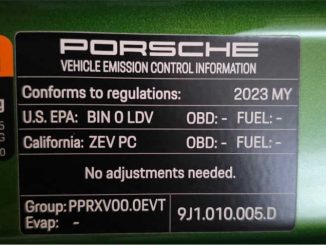 PORSCHE
VEHICLE EMISSION CONTROL INFORMATION
Conforms to regulations: 2023 MY
U.S. EPA: BIN 0 LDV OBD: - FUEL: -
California: ZEV PC OBD: - FUEL: -
No adjustments needed.
Group: PPRXV00.0EVT
Evap: -
9J1.010.005.D